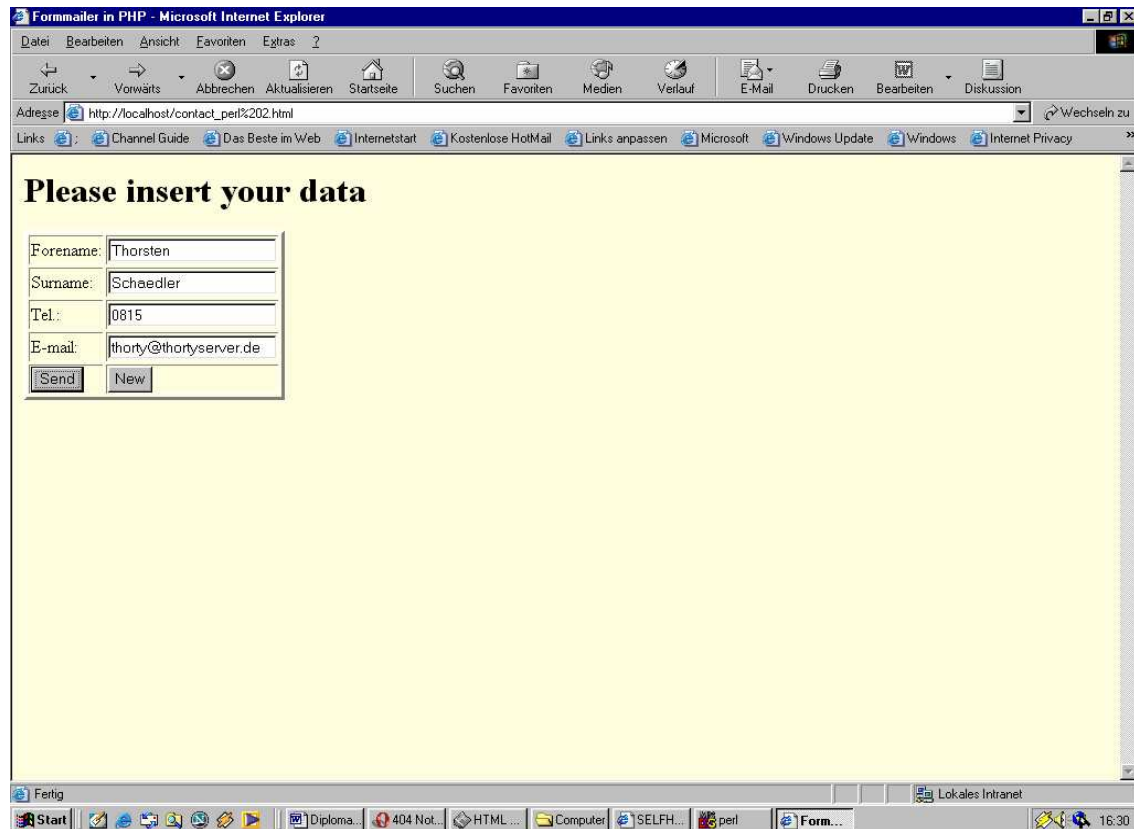 Formmailer in PHP - Microsoft Internet Explorer
Datei Bearbeiten Ansicht Favoriten Extras ?
Zurück Vorwärts Abbrechen Aktualisieren Startseite Suchen Favoriten Medien Verlauf E-Mail Drucken Bearbeiten Diskussion
Adresse http://localhost/contact_perl%202.html Wechseln zu
Links ; Channel Guide Das Beste im Web Internetstart Kostenlose HotMail Links anpassen Microsoft Windows Update Windows Internet Privacy »
Please insert your data
Forename: Thorsten
Surname: Schaedler
Tel.: 0815
E-mail: thorty@thortyserver.de
Send New
Fertig Lokales Intranet
Start Diploma... 404 Not... HTML ... Computer SELFH... perl Form... 16:30